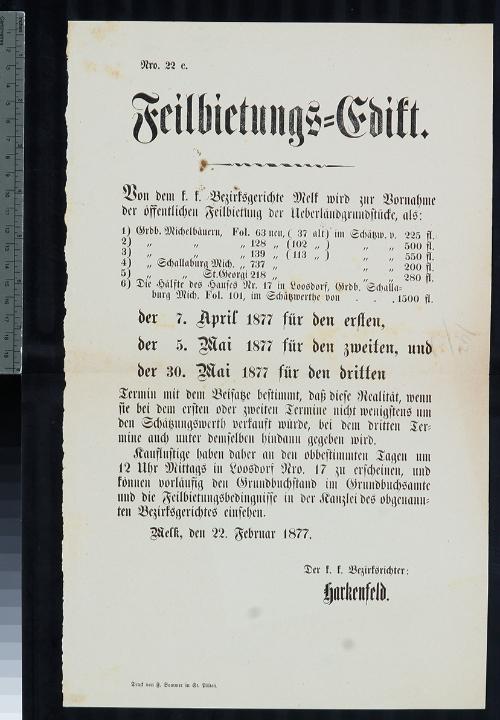 Nro. 22 c.
Feilbietungs=Edikt.
Von dem k. k. Bezirksgerichte Melk wird zur Vornahme
der öffentlichen Feilbietung der Ueberlandgrundstücke, als:
1) Grdb. Michelbäuern, Fol. 63 neu, ( 37 alt) im Schätzw. v. 225 fl.
2) „ „ „ 128 „ (102 „ ) „ „ 500 fl.
3) „ „ „ 139 „ (113 „ ) „ „ 550 fl.
4) „ Schallaburg Mich. „ 737 „ „ „ 200 fl.
5) „ „ St.Georgi 218 „ „ „ 280 fl.
6) Die Hälfte des Hauses Nr. 17 in Loosdorf, Grdb. Schalla-
burg Mich. Fol. 101, im Schätzwerthe von . . . 1500 fl.
der 7. April 1877 für den ersten,
der 5. Mai 1877 für den zweiten, und
der 30. Mai 1877 für den dritten
Termin mit dem Beisatze bestimmt, daß diese Realität, wenn
sie bei dem ersten oder zweiten Termine nicht wenigstens um
den Schätzungswerth verkauft würde, bei dem dritten Ter-
mine auch unter demselben hindann gegeben wird.
Kauflustige haben daher an den obbestimmten Tagen um
12 Uhr Mittags in Loosdorf Nro. 17 zu erscheinen, und
können vorläufig den Grundbuchstand im Grundbuchsamte
und die Feilbietungsbedingnisse in der Kanzlei des obgenann-
ten Bezirksgerichtes einsehen.
Melk, den 22. Februar 1877.
Der k. k. Bezirksrichter:
Harkenfeld.
Druck von F. Sommer in St. Pölten.